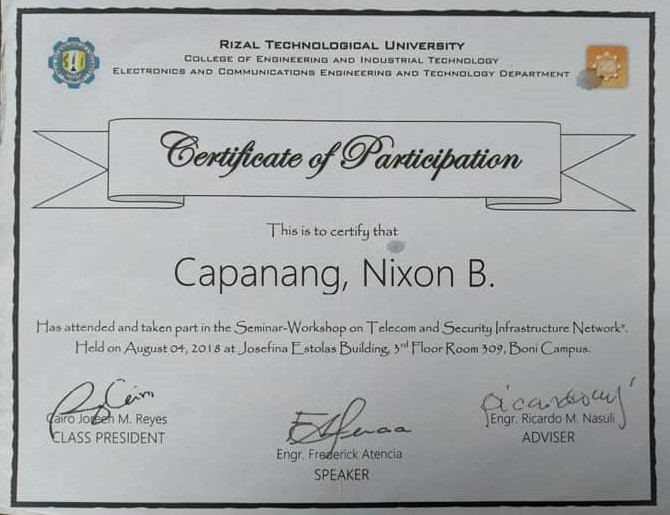 RIZAL TECHNOLOGICAL UNIVERSITY
COLLEGE OF ENGINEERING AND INDUSTRIAL TECHNOLOGY
ELECTRONICS AND COMMUNICATIONS ENGINEERING AND TECHNOLOGY DEPARTMENT
Certificate of Participation
This is to certify that
Capanang, Nixon B.
Has attended and taken part in the Seminar-Workshop on Telecom and Security Infrastructure Network".
Held on August 04, 2018 at Josefina Estolas Building, 3rd Floor Room 309, Boni Campus.
Cairo M. Reyes
CLASS PRESIDENT
Engr. Frederick Atencia
SPEAKER
Engr. Ricardo M. Nasuli
ADVISER